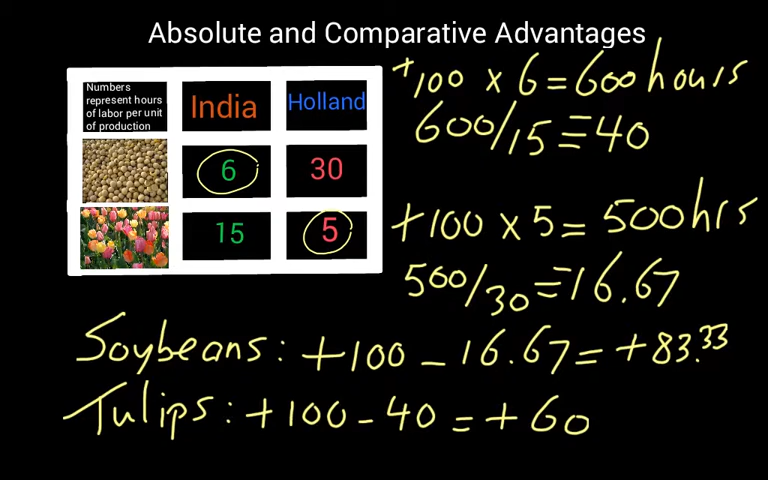 Absolute and Comparative Advantages
Numbers
represent hours
of labor per unit
of production
India
Holland
6
30
15
5
+100 x 6 = 600 hours
600/15 = 40
+100 x 5 = 500 hrs
500/30 = 16.67
Soybeans: +100 - 16.67 = +83.33
Tulips: +100 - 40 = +60